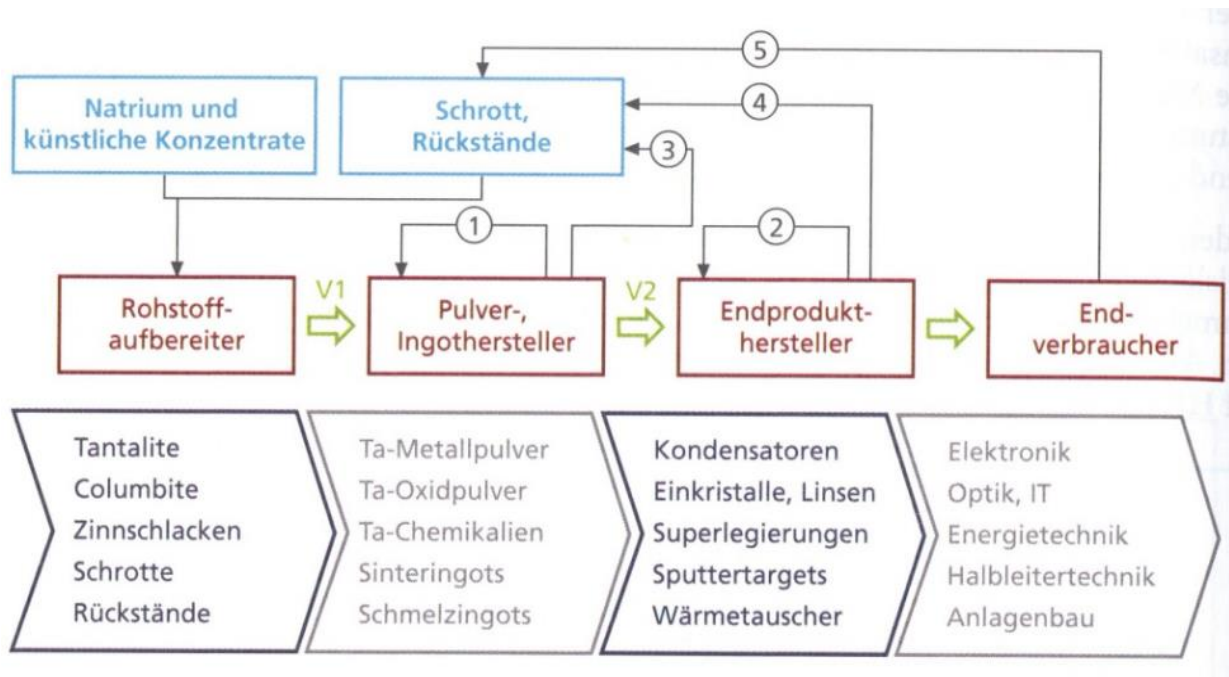 5
Natrium und
künstliche Konzentrate
Schrott,
Rückstände
4
3
1
2
Rohstoff-
aufbereiter
V1
Pulver-,
Ingothersteller
V2
Endprodukt-
hersteller
End-
verbraucher
Tantalite
Columbite
Zinnschlacken
Schrotte
Rückstände
Ta-Metallpulver
Ta-Oxidpulver
Ta-Chemikalien
Sinteringots
Schmelzingots
Kondensatoren
Einkristalle, Linsen
Superlegierungen
Sputtertargets
Wärmetauscher
Elektronik
Optik, IT
Energietechnik
Halbleitertechnik
Anlagenbau